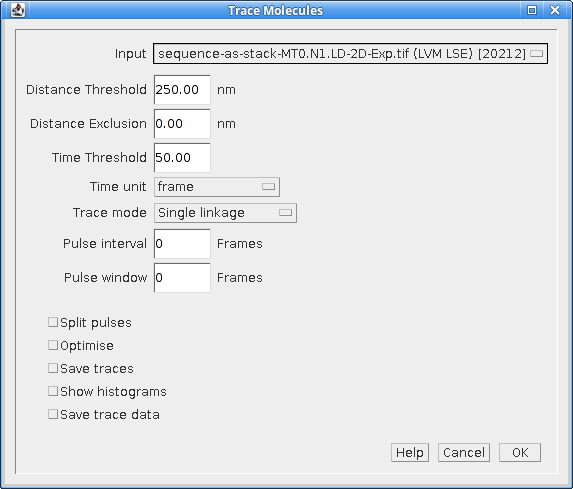 Trace Molecules
Input sequence-as-stack-MT0.N1.LD-2D-Exp.tif (LVM LSE) [20212]
Distance Threshold 250.00 nm
Distance Exclusion 0.00 nm
Time Threshold 50.00
Time unit frame
Trace mode Single linkage
Pulse interval 0 Frames
Pulse window 0 Frames
Split pulses
Optimise
Save traces
Show histograms
Save trace data
Help Cancel OK